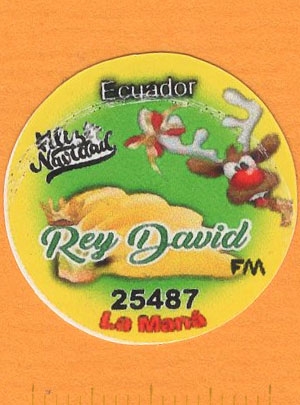 Ecuador
Feliz
Navidad
Rey David
FM
25487
La Maná